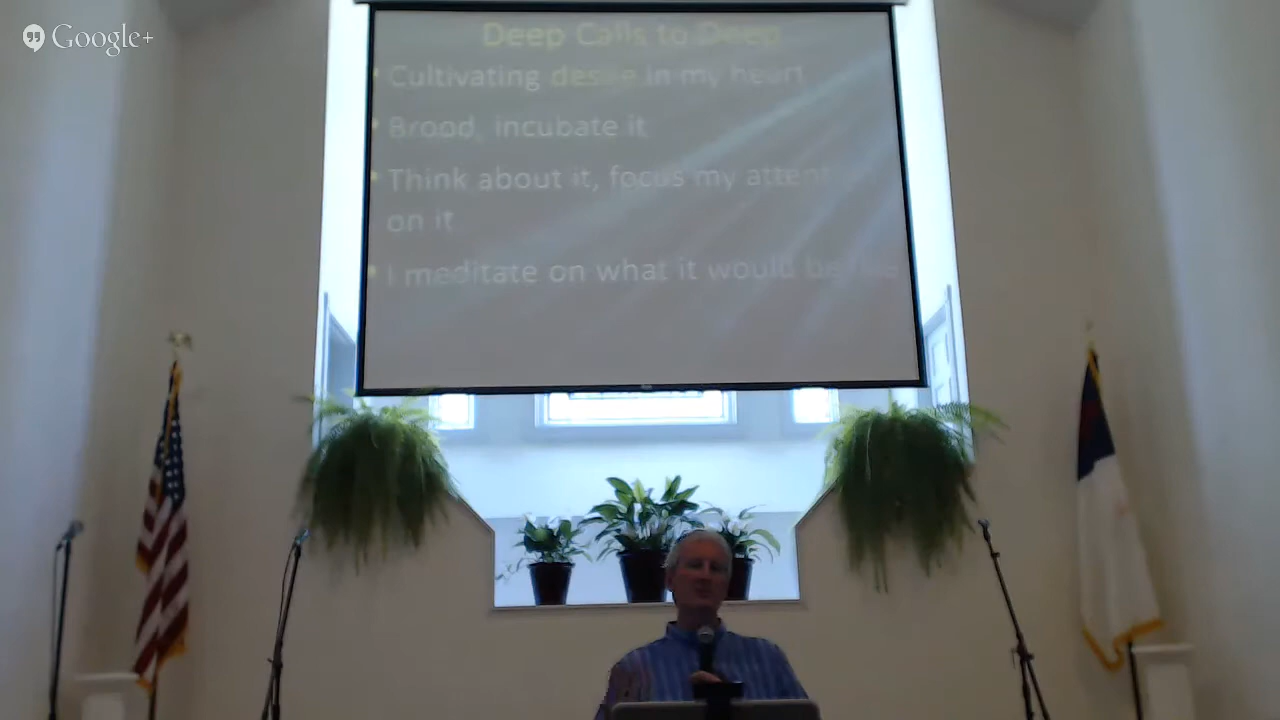 Google+
Deep Calls to Deep
Cultivating desire in my heart
Brood, incubate it
Think about it, focus my
on it
I meditate on what it would be